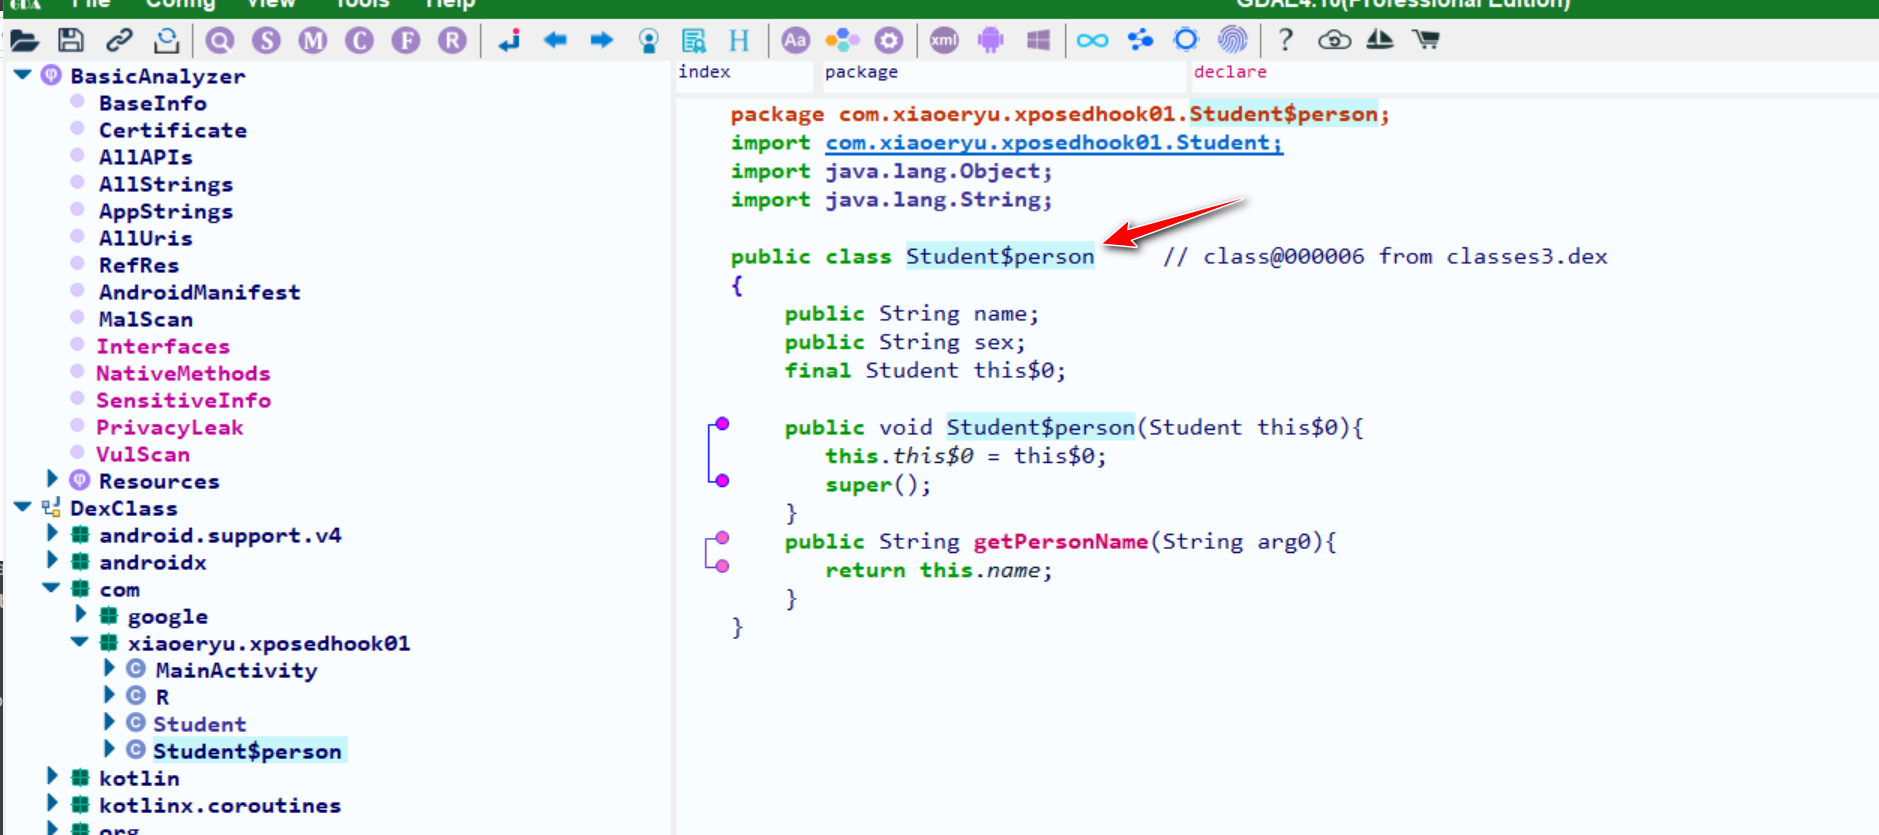 GDA File Config View Tools Help GDAE4.10(Professional Edition)
Q S M C F R H Aa xml ?
BasicAnalyzer
BaseInfo
Certificate
AllAPIs
AllStrings
AppStrings
AllUris
RefRes
AndroidManifest
MalScan
Interfaces
NativeMethods
SensitiveInfo
PrivacyLeak
VulScan
Resources
DexClass
android.support.v4
androidx
com
google
xiaoeryu.xposedhook01
C MainActivity
C R
C Student
C Student$person
kotlin
kotlinx.coroutines
org
index package declare
package com.xiaoeryu.xposedhook01.Student$person;
import com.xiaoeryu.xposedhook01.Student;
import java.lang.Object;
import java.lang.String;
public class Student$person // class@000006 from classes3.dex
{
public String name;
public String sex;
final Student this$0;
public void Student$person(Student this$0){
this.this$0 = this$0;
super();
}
public String getPersonName(String arg0){
return this.name;
}
}